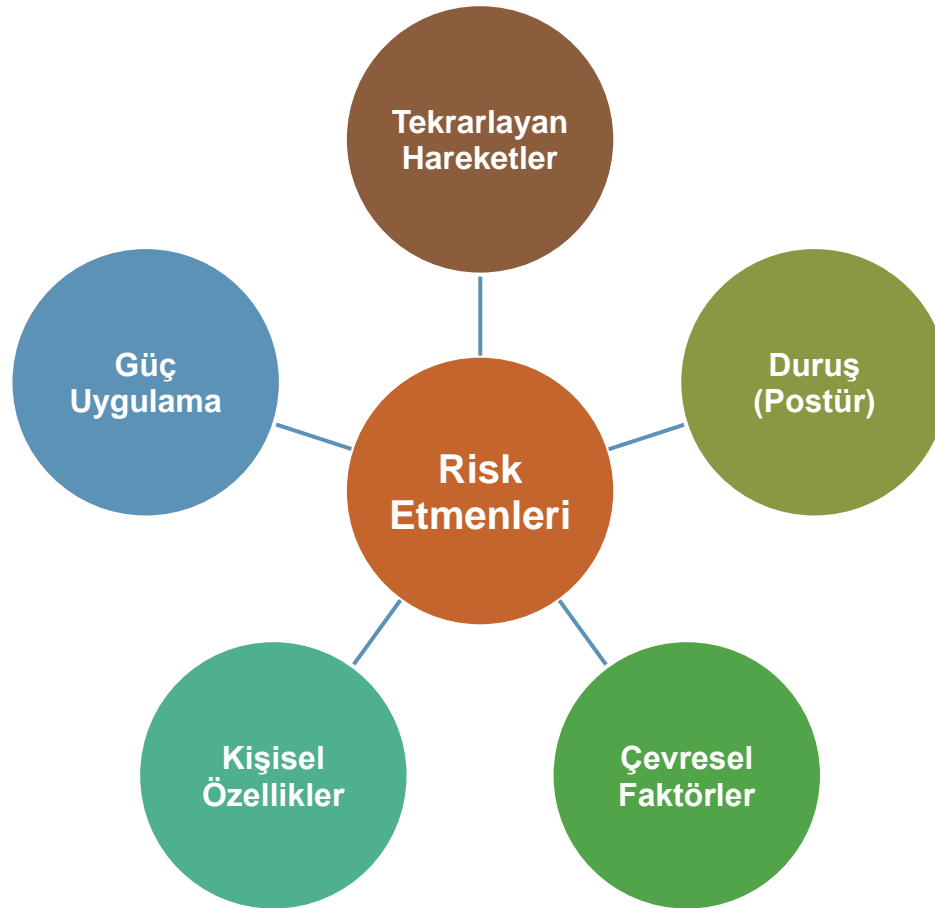 Tekrarlayan
Hareketler
Güç
Uygulama
Duruş
(Postür)
Risk
Etmenleri
Kişisel
Özellikler
Çevresel
Faktörler